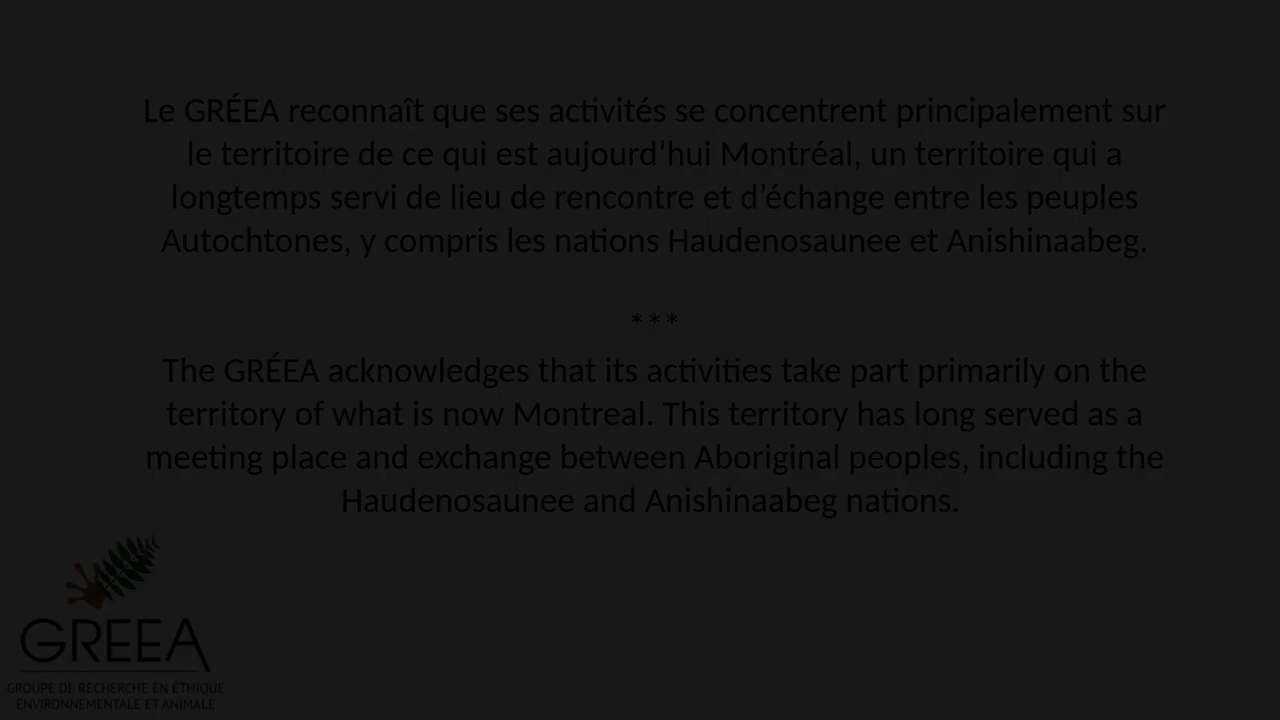 Le GRÉEA reconnaît que ses activités se concentrent principalement sur
le territoire de ce qui est aujourd’hui Montréal, un territoire qui a
longtemps servi de lieu de rencontre et d’échange entre les peuples
Autochtones, y compris les nations Haudenosaunee et Anishinaabeg.
***
The GRÉEA acknowledges that its activities take part primarily on the
territory of what is now Montreal. This territory has long served as a
meeting place and exchange between Aboriginal peoples, including the
Haudenosaunee and Anishinaabeg nations.
GREEA
GROUPE DE RECHERCHE EN ÉTHIQUE
ENVIRONNEMENTALE ET ANIMALE